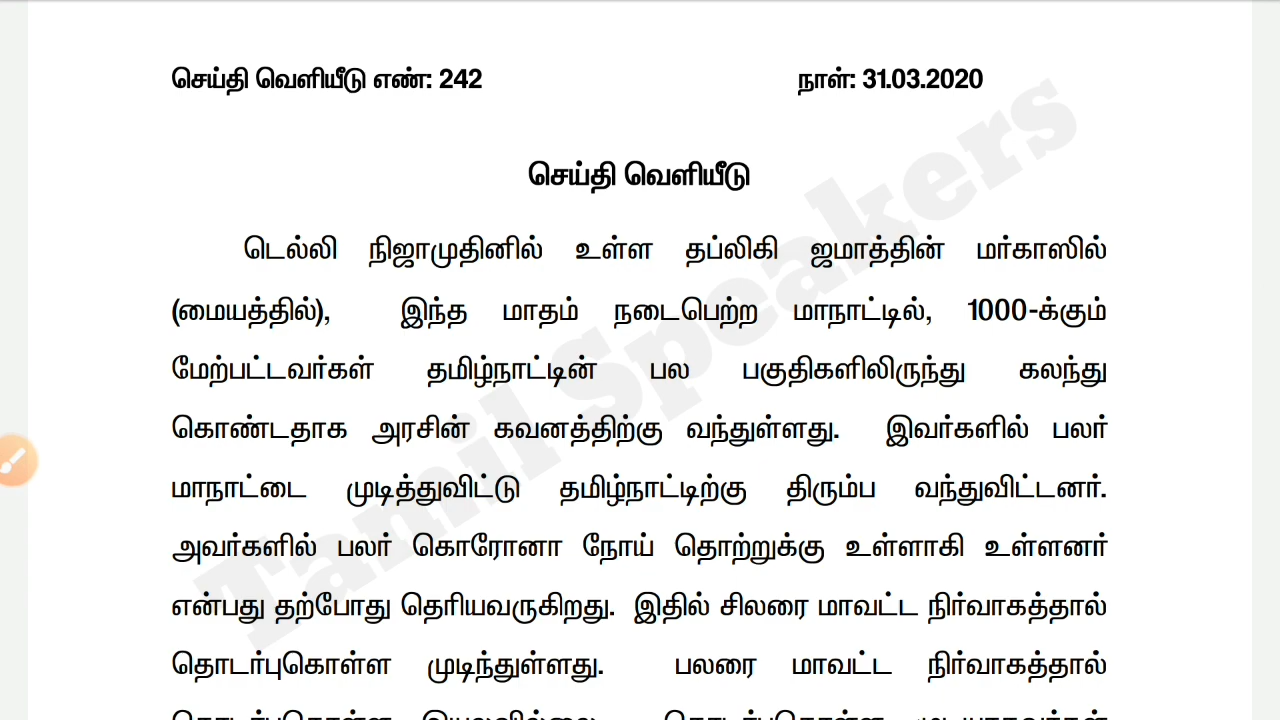 செய்தி வெளியீடு எண்: 242 நாள்: 31.03.2020
செய்தி வெளியீடு
டெல்லி நிஜாமுதினில் உள்ள தப்லிகி ஜமாத்தின் மர்காஸில்
(மையத்தில்), இந்த மாதம் நடைபெற்ற மாநாட்டில், 1000-க்கும்
மேற்பட்டவர்கள் தமிழ்நாட்டின் பல பகுதிகளிலிருந்து கலந்து
கொண்டதாக அரசின் கவனத்திற்கு வந்துள்ளது. இவர்களில் பலர்
மாநாட்டை முடித்துவிட்டு தமிழ்நாட்டிற்கு திரும்ப வந்துவிட்டனர்.
அவர்களில் பலர் கொரோனா நோய் தொற்றுக்கு உள்ளாகி உள்ளனர்
என்பது தற்போது தெரியவருகிறது. இதில் சிலரை மாவட்ட நிர்வாகத்தால்
தொடர்புகொள்ள முடிந்துள்ளது. பலரை மாவட்ட நிர்வாகத்தால்
Tamil Speakers